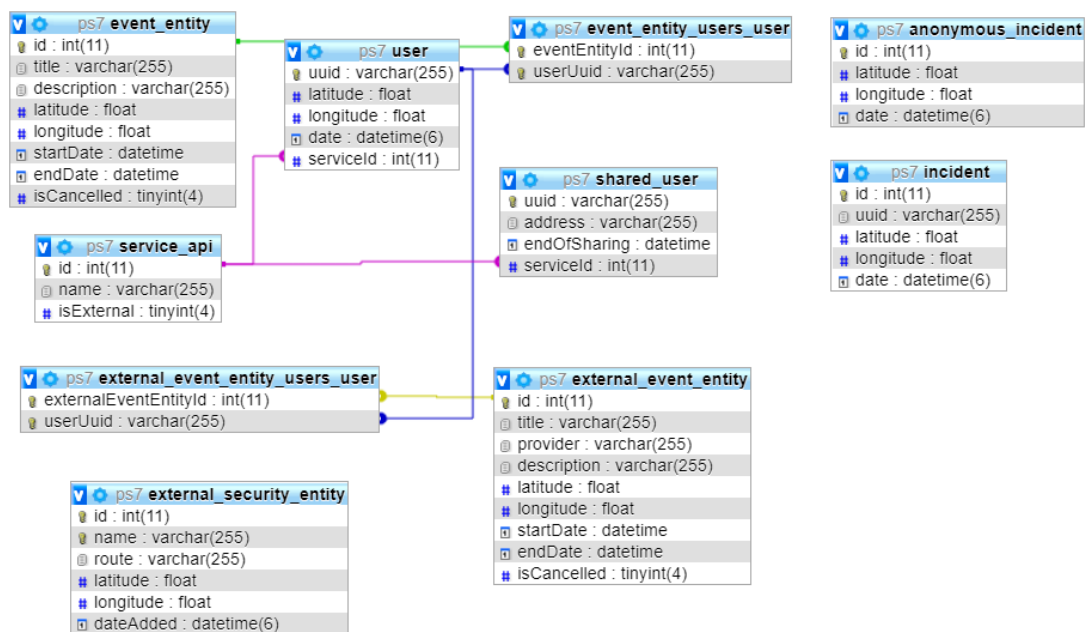 ps7 event_entity
id : int(11)
title : varchar(255)
description : varchar(255)
latitude : float
longitude : float
startDate : datetime
endDate : datetime
isCancelled : tinyint(4)
ps7 user
uuid : varchar(255)
latitude : float
longitude : float
date : datetime(6)
serviceId : int(11)
ps7 event_entity_users_user
eventEntityId : int(11)
userUuid : varchar(255)
ps7 anonymous_incident
id : int(11)
latitude : float
longitude : float
date : datetime(6)
ps7 shared_user
uuid : varchar(255)
address : varchar(255)
endOfSharing : datetime
serviceId : int(11)
ps7 incident
id : int(11)
uuid : varchar(255)
latitude : float
longitude : float
date : datetime(6)
ps7 service_api
id : int(11)
name : varchar(255)
isExternal : tinyint(4)
ps7 external_event_entity_users_user
externalEventEntityId : int(11)
userUuid : varchar(255)
ps7 external_event_entity
id : int(11)
title : varchar(255)
provider : varchar(255)
description : varchar(255)
latitude : float
longitude : float
startDate : datetime
endDate : datetime
isCancelled : tinyint(4)
ps7 external_security_entity
id : int(11)
name : varchar(255)
route : varchar(255)
latitude : float
longitude : float
dateAdded : datetime(6)